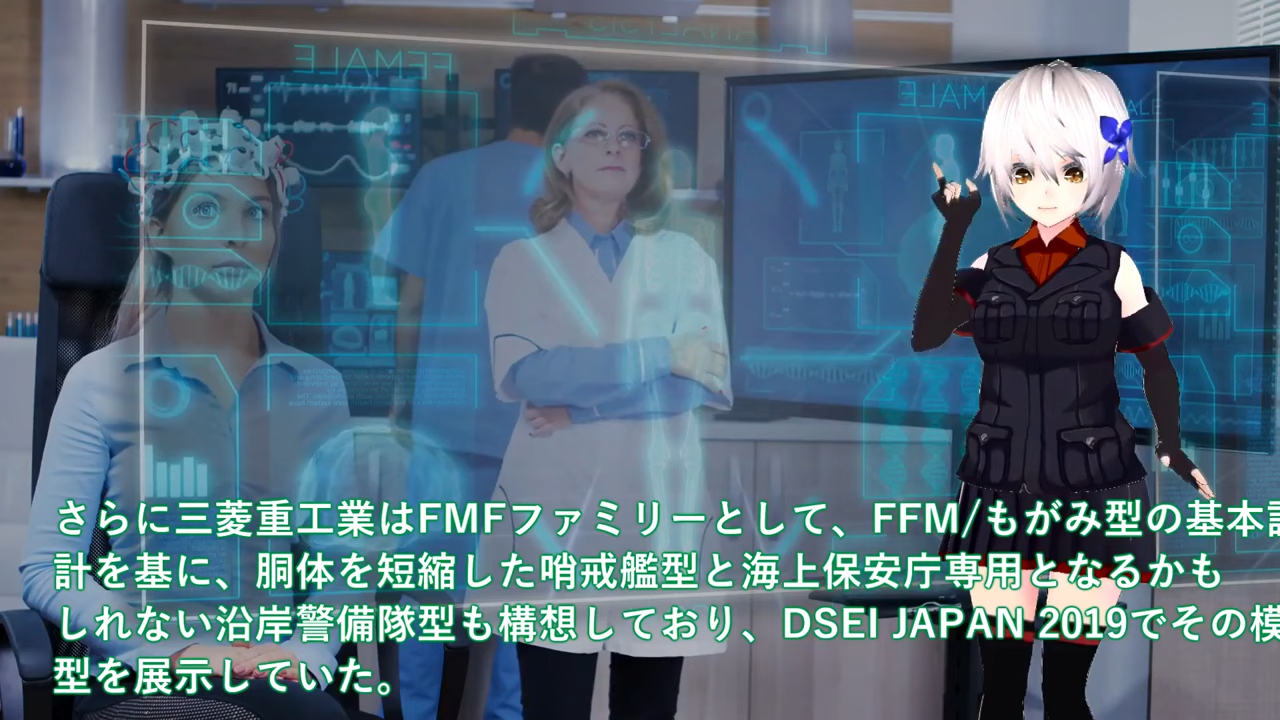 FEMALE
MALE
さらに三菱重工業はFMFファミリーとして、FFM/もがみ型の基本設
計を基に、胴体を短縮した哨戒艦型と海上保安庁専用となるかも
しれない沿岸警備隊型も構想しており、DSEI JAPAN 2019でその模
型を展示していた。